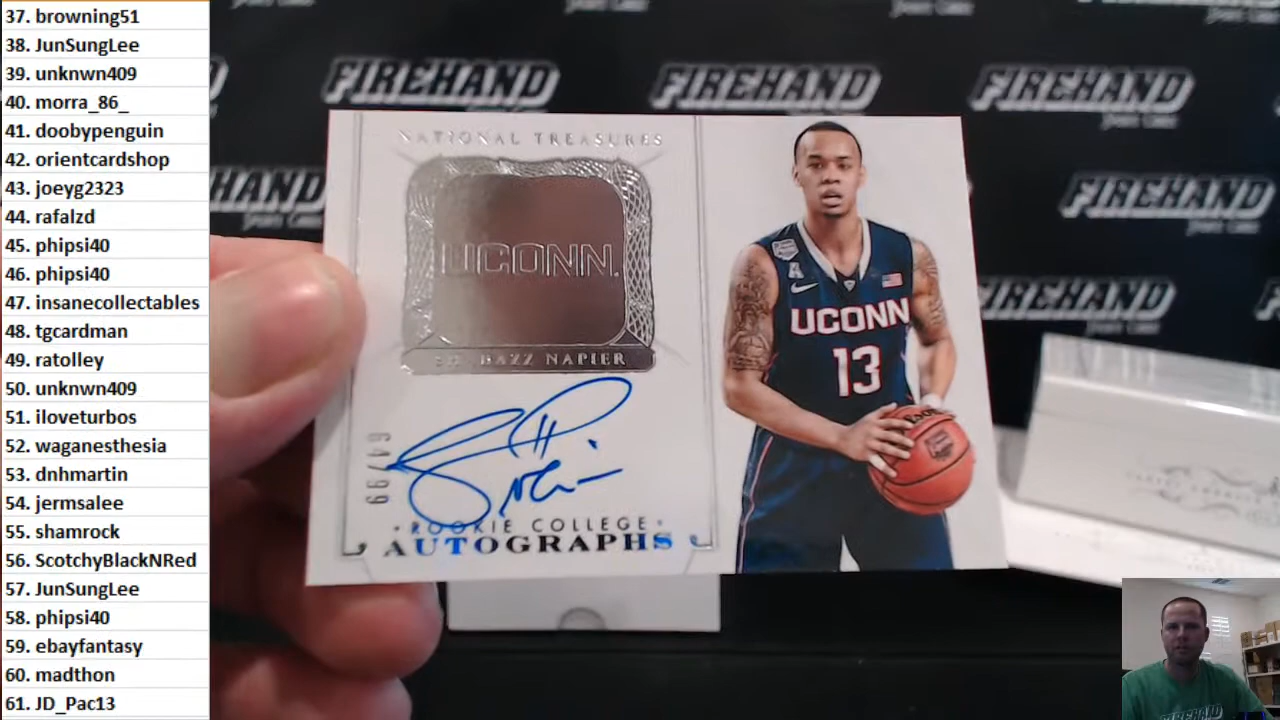 37. browning51
38. JunSungLee
39. unknwn409
40. morra_86_
41. doobypenguin
42. orientcardshop
43. joeyg2323
44. rafalzd
45. phipsi40
46. phipsi40
47. insanecollectables
48. tgcardman
49. ratolley
50. unknwn409
51. iloveturbos
52. waganesthesia
53. dnhmartin
54. jermsalee
55. shamrock
56. ScotchyBlackNRed
57. JunSungLee
58. phipsi40
59. ebayfantasy
60. madthon
61. JD_Pac13
FIREHAND
FIREHAND
FIREHAND
FIREHAND
FIREHAND
NATIONAL TREASURES
UCONN
NAPIER
64/99
ROOKIE COLLEGE
AUTOGRAPHS
UCONN
13
FIREHAND